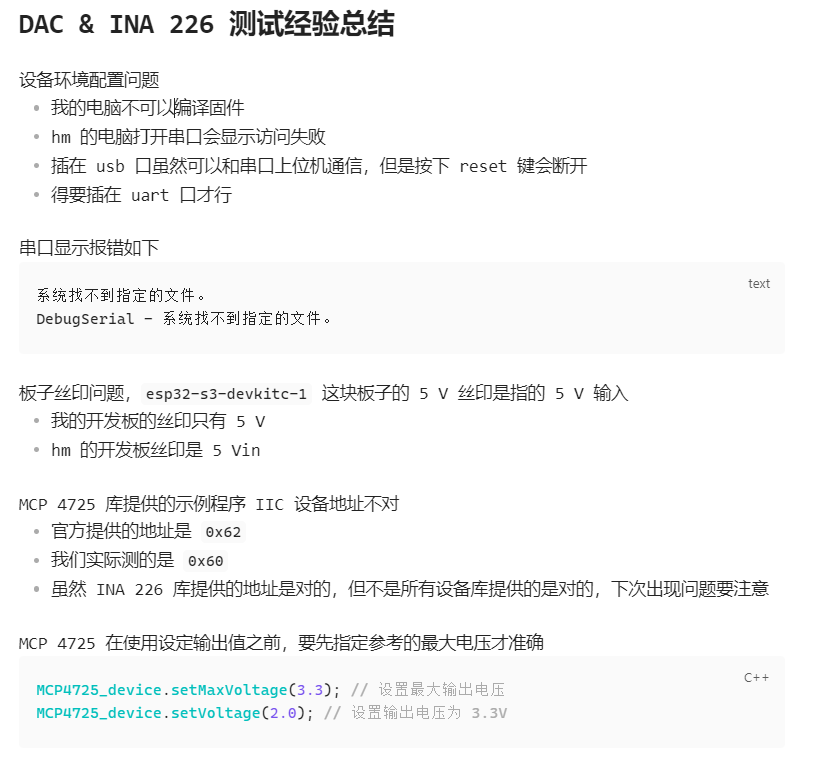 DAC & INA 226 测试经验总结
设备环境配置问题
我的电脑不可以编译固件
hm 的电脑打开串口会显示访问失败
插在 usb 口虽然可以和串口上位机通信，但是按下 reset 键会断开
得要插在 uart 口才行
串口显示报错如下
text
系统找不到指定的文件。
DebugSerial - 系统找不到指定的文件。
板子丝印问题， esp32-s3-devkitc-1 这块板子的 5 V 丝印是指的 5 V 输入
我的开发板的丝印只有 5 V
hm 的开发板丝印是 5 Vin
MCP 4725 库提供的示例程序 IIC 设备地址不对
官方提供的地址是 0x62
我们实际测的是 0x60
虽然 INA 226 库提供的地址是对的，但不是所有设备库提供的是对的，下次出现问题要注意
MCP 4725 在使用设定输出值之前，要先指定参考的最大电压才准确
C++
MCP4725_device.setMaxVoltage(3.3); // 设置最大输出电压
MCP4725_device.setVoltage(2.0); // 设置输出电压为 3.3V